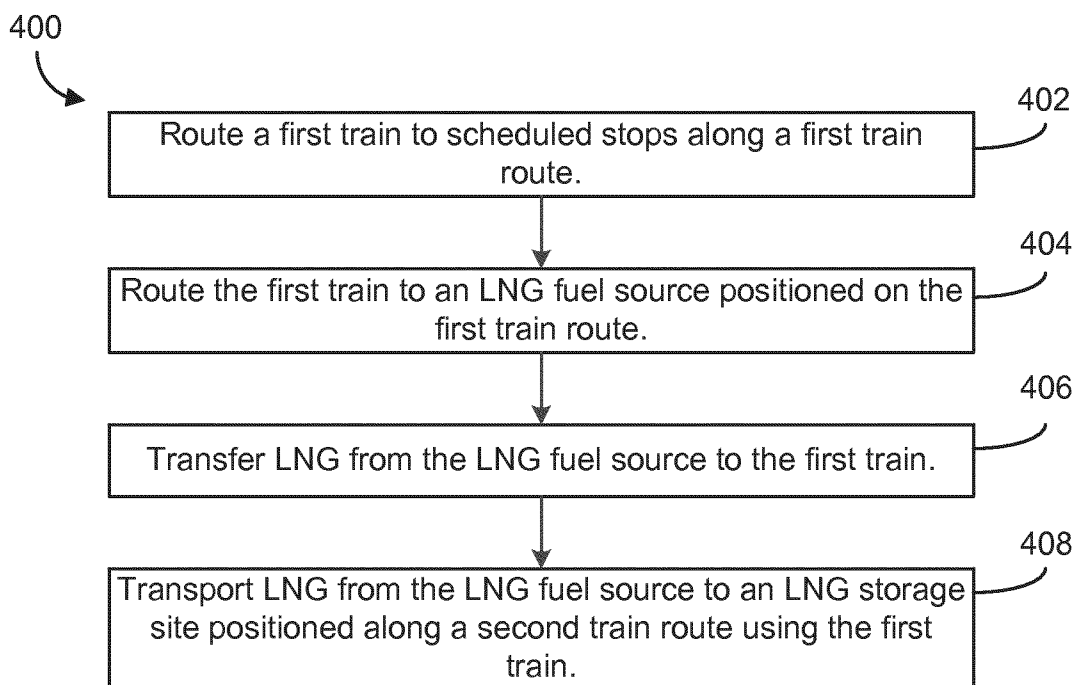 400
402
Route a first train to scheduled stops along a first train
route.
404
Route the first train to an LNG fuel source positioned on the
first train route.
406
Transfer LNG from the LNG fuel source to the first train.
408
Transport LNG from the LNG fuel source to an LNG storage
site positioned along a second train route using the first
train.